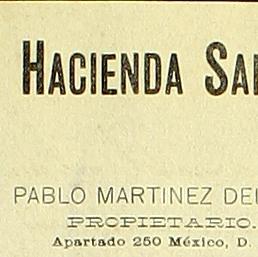 HACIENDA SA
PABLO MARTINEZ DE
PROPIETARIO.
Apartado 250 México, D.